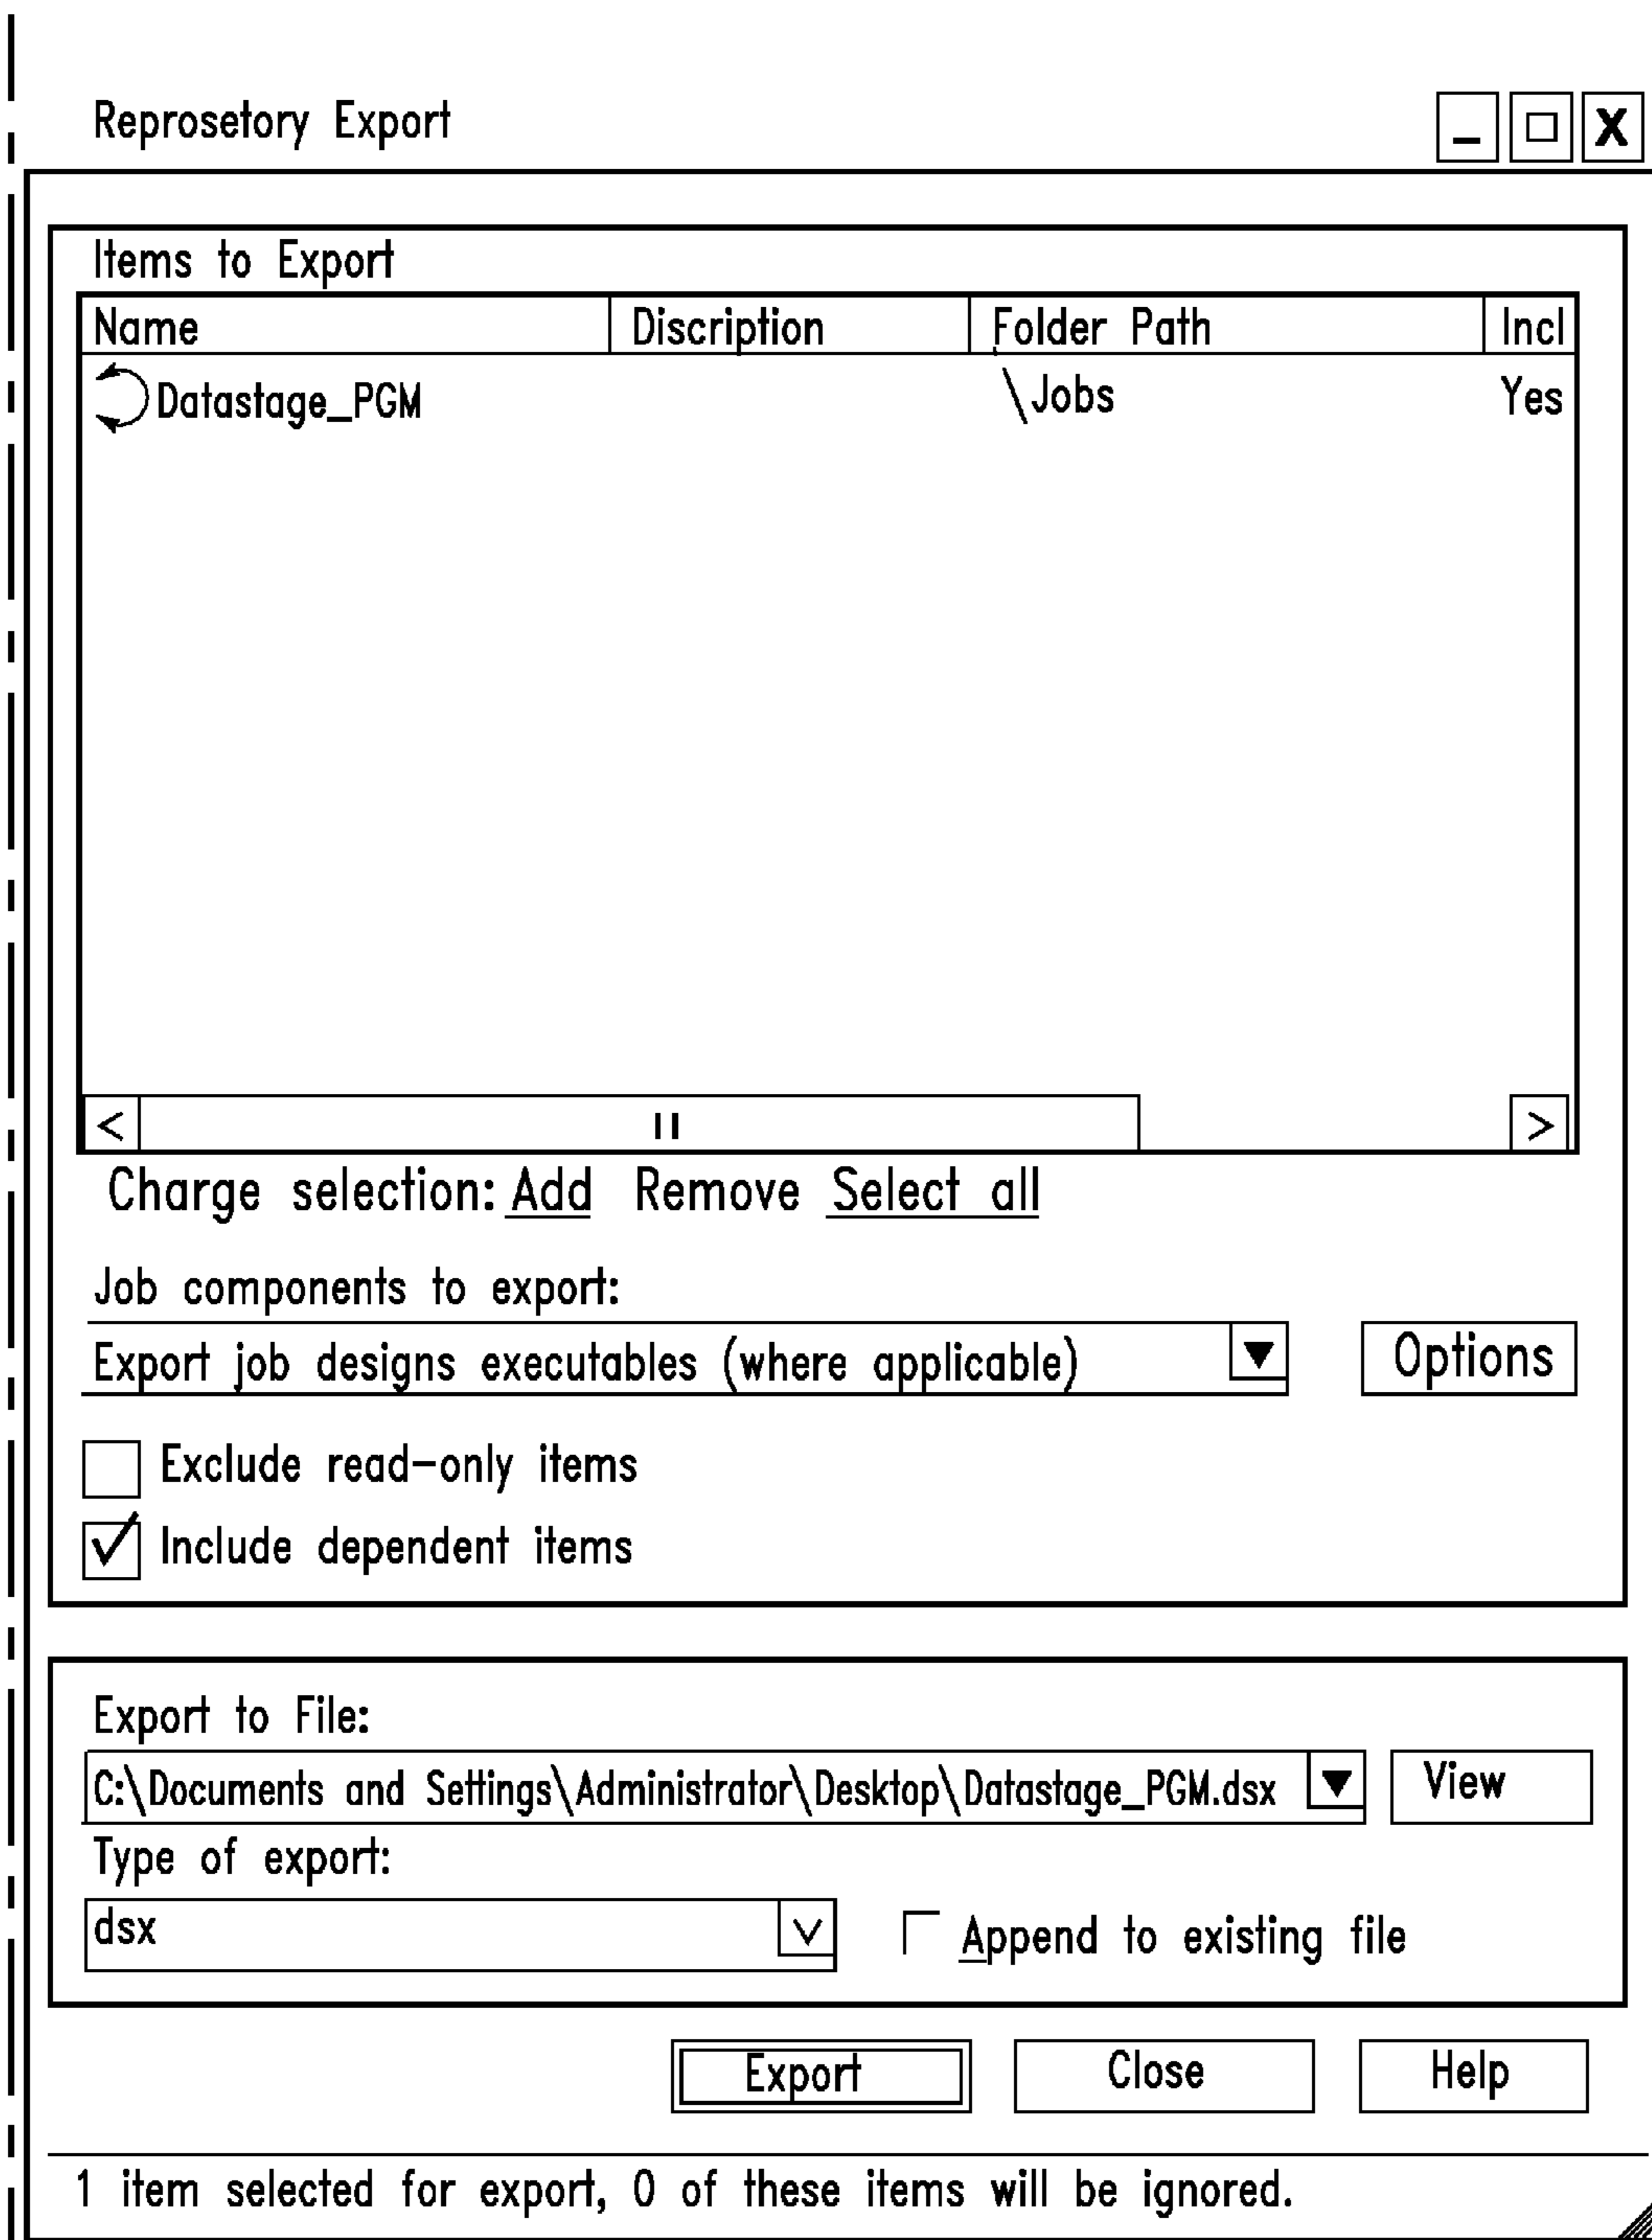 Reprosetory Export
Items to Export
Name Discription Folder Path Incl
Datastage_PGM \Jobs Yes
Charge selection: Add Remove Select all
Job components to export:
Export job designs executables (where applicable) Options
Exclude read-only items
Include dependent items
Export to File:
C:\Documents and Settings\Administrator\Desktop\Datastage_PGM.dsx View
Type of export:
dsx Append to existing file
Export Close Help
1 item selected for export, 0 of these items will be ignored.